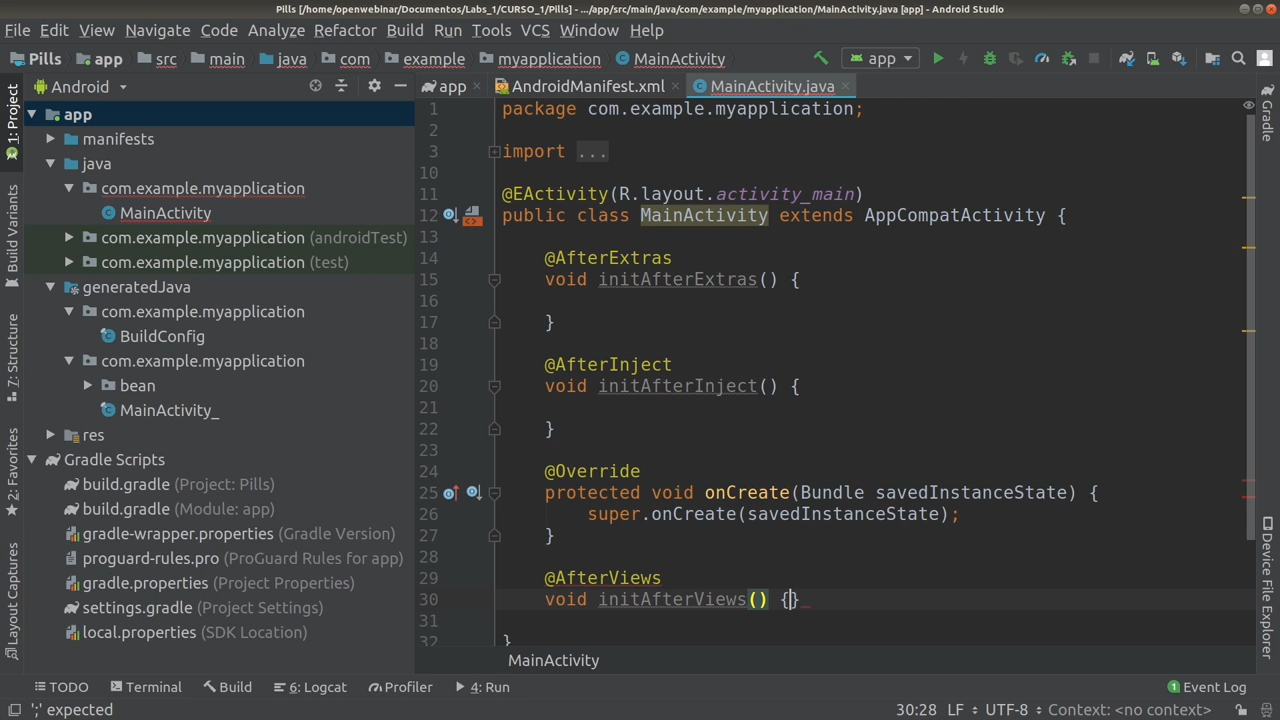 Pills [/home/openwebinar/Documentos/Labs_1/CURSO_1/Pills] - .../app/src/main/java/com/example/myapplication/MainActivity.java [app] - Android Studio
File Edit View Navigate Code Analyze Refactor Build Run Tools VCS Window Help
Pills app src main java com example myapplication MainActivity app
Android app AndroidManifest.xml MainActivity.java
1: Project
Build Variants
7: Structure
2: Favorites
Layout Captures
app
manifests
java
com.example.myapplication
MainActivity
com.example.myapplication (androidTest)
com.example.myapplication (test)
generatedJava
com.example.myapplication
BuildConfig
com.example.myapplication
bean
MainActivity_
res
Gradle Scripts
build.gradle (Project: Pills)
build.gradle (Module: app)
gradle-wrapper.properties (Gradle Version)
proguard-rules.pro (ProGuard Rules for app)
gradle.properties (Project Properties)
settings.gradle (Project Settings)
local.properties (SDK Location)
1 package com.example.myapplication;
2
3 import ...
10
11 @EActivity(R.layout.activity_main)
12 public class MainActivity extends AppCompatActivity {
13
14 @AfterExtras
15 void initAfterExtras() {
16
17 }
18
19 @AfterInject
20 void initAfterInject() {
21
22 }
23
24 @Override
25 protected void onCreate(Bundle savedInstanceState) {
26 super.onCreate(savedInstanceState);
27 }
28
29 @AfterViews
30 void initAfterViews() {}
31
32 }
MainActivity
Gradle
Device File Explorer
TODO Terminal Build 6: Logcat Profiler 4: Run 1 Event Log
';' expected 30:28 LF UTF-8 Context: <no context>